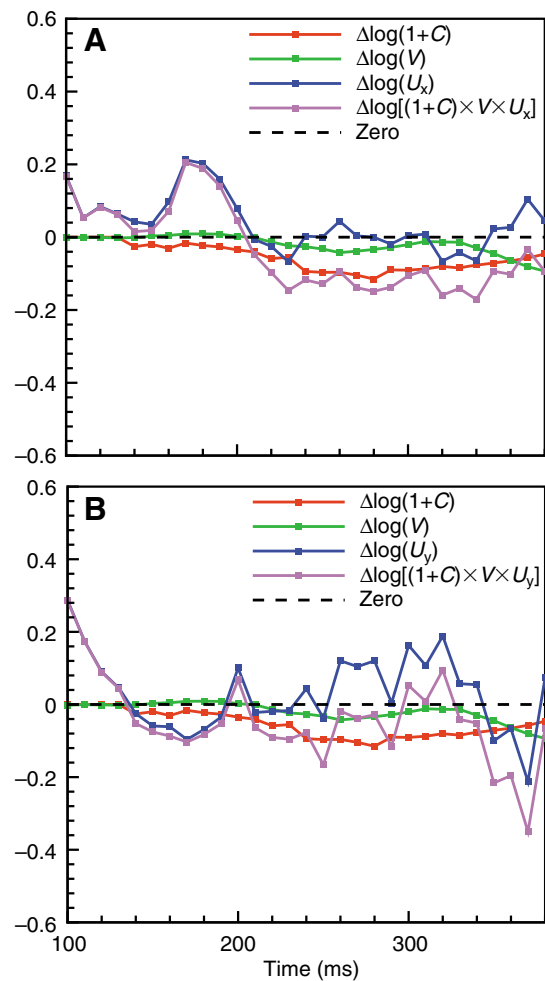 0.6
A
Δlog(1+C)
Δlog(V)
0.4
Δlog(Uₓ)
Δlog[(1+C)×V×Uₓ]
Zero
0.2
0
−0.2
−0.4
−0.6
0.6
B
Δlog(1+C)
Δlog(V)
0.4
Δlog(U_y)
Δlog[(1+C)×V×U_y]
Zero
0.2
0
−0.2
−0.4
−0.6
100 200 300
Time (ms)